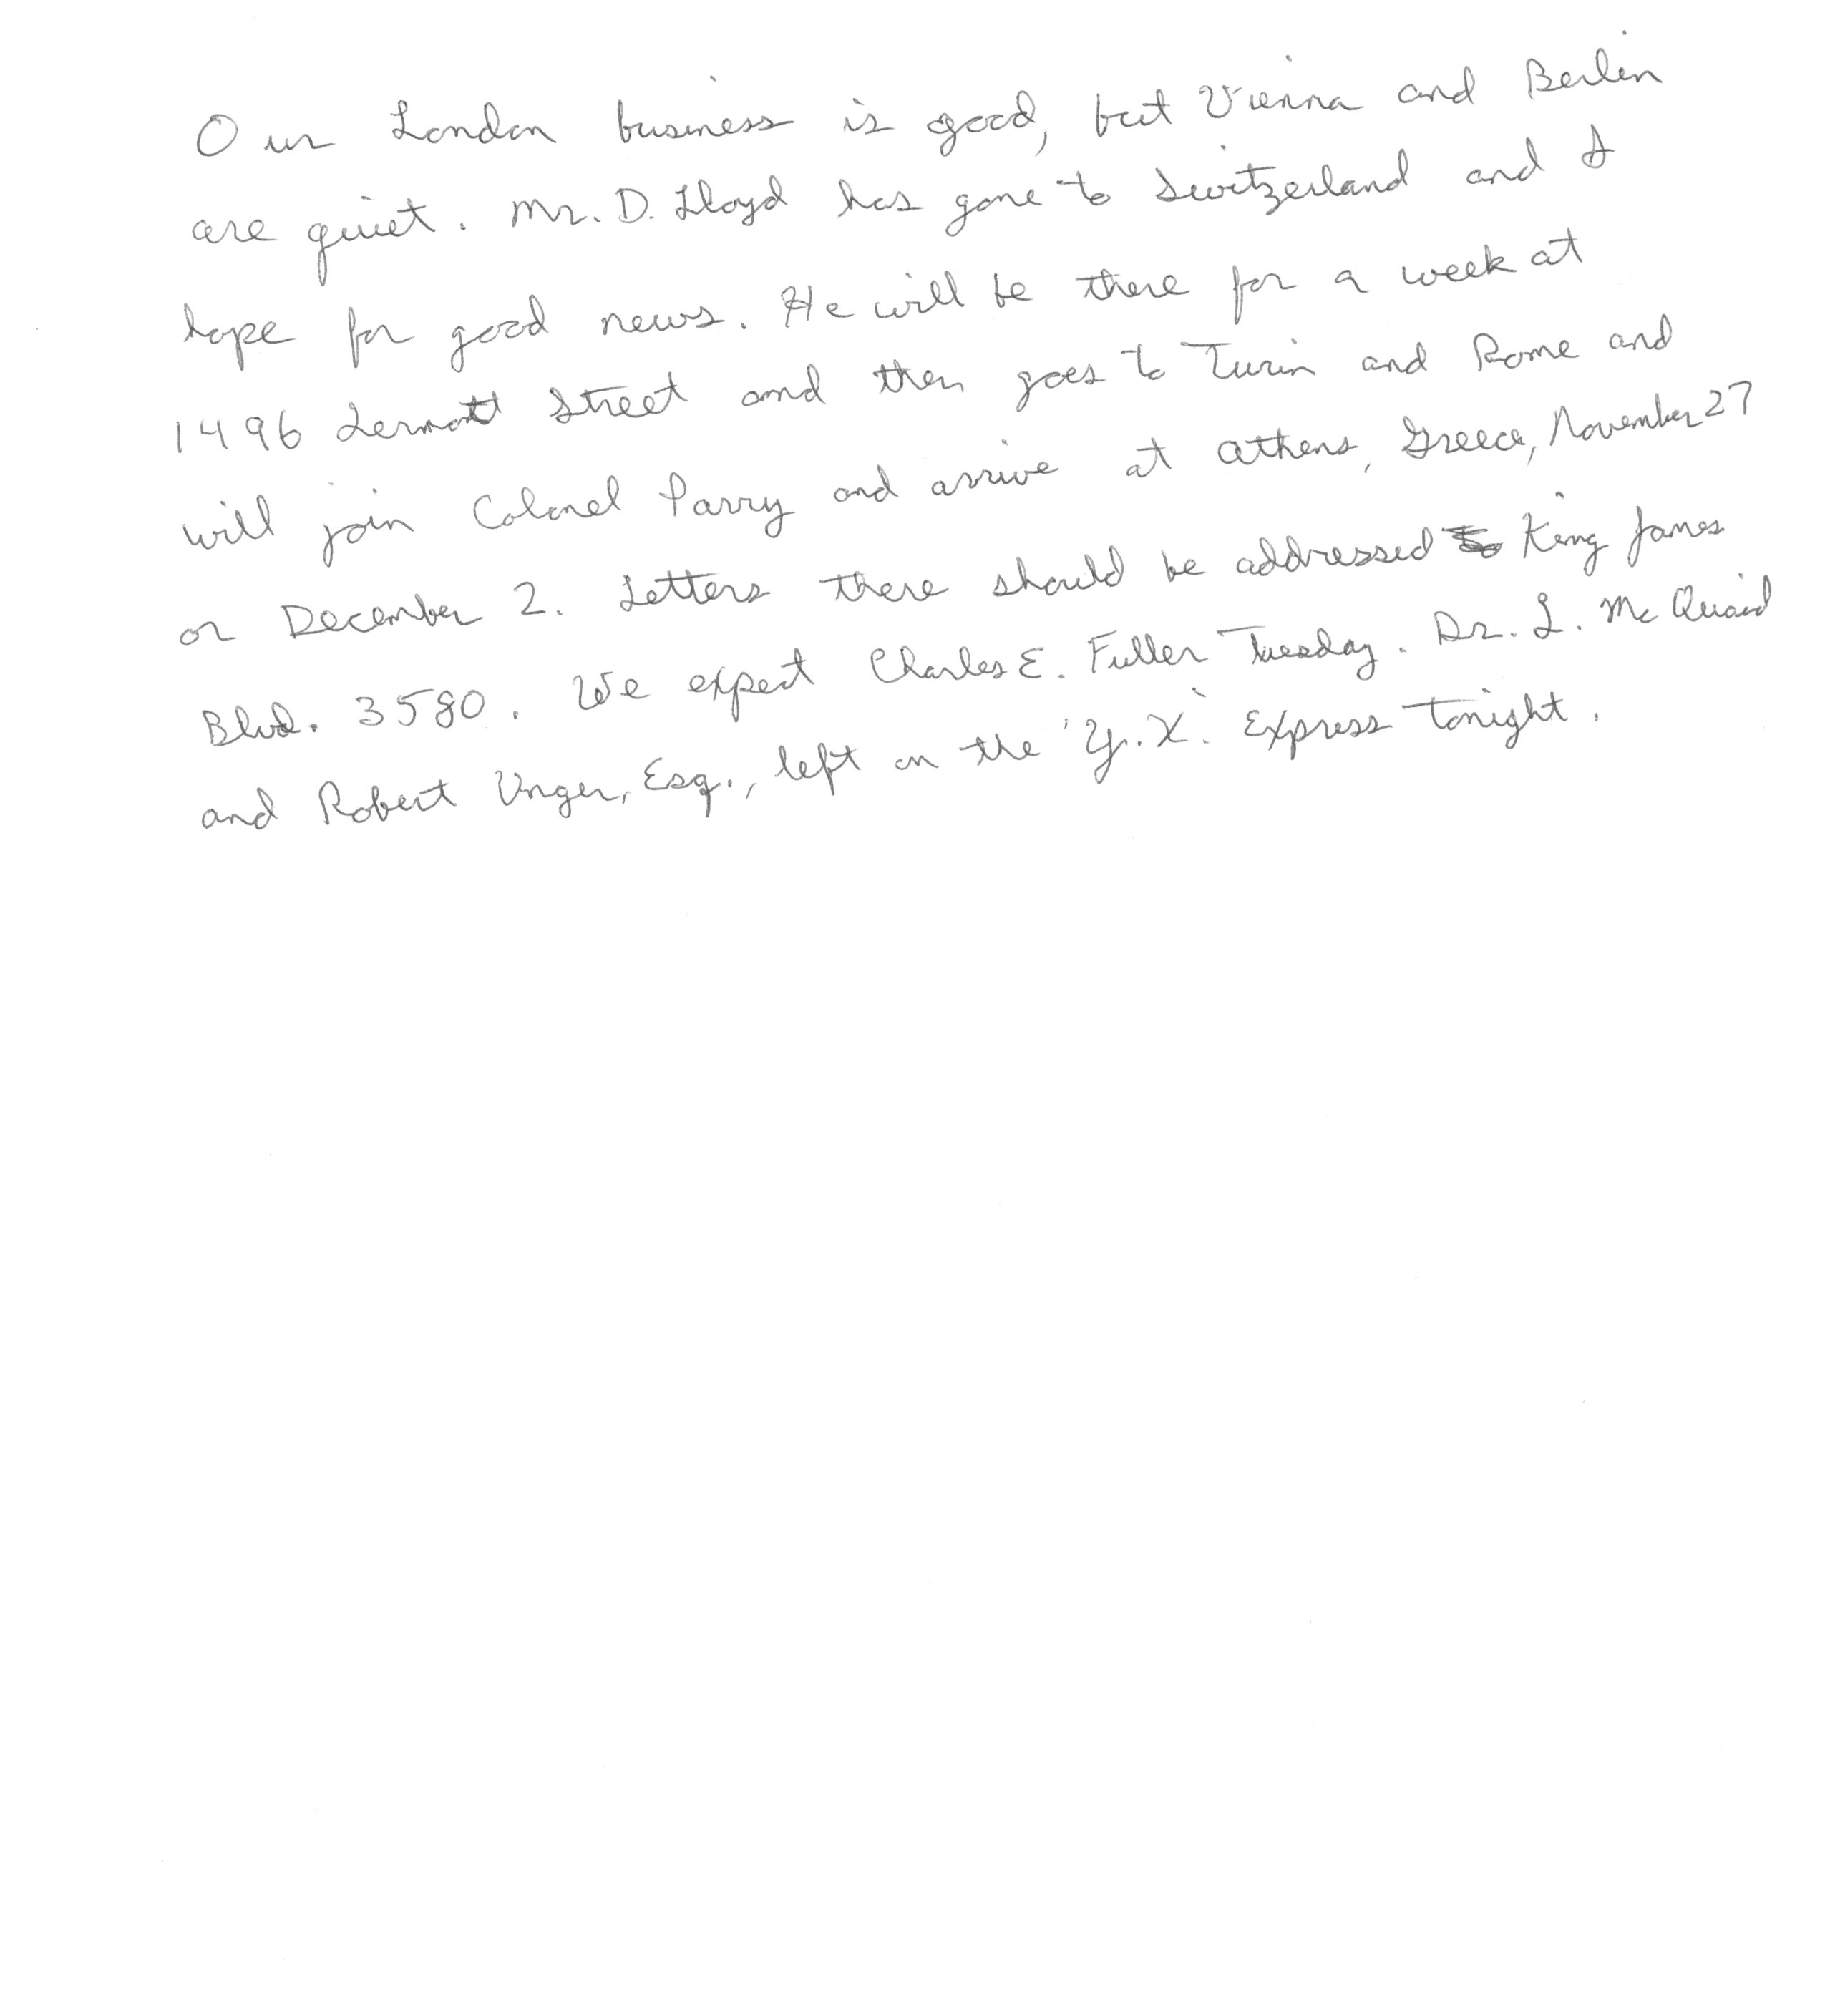 Our London business is good, but Vienna and Berlin
are quiet. Mr. D. Lloyd has gone to Switzerland and I
hope for good news. He will be there for a week at
1496 Zermott Street and then goes to Turin and Rome and
will join Colonel Parry and arrive at Athens, Greece, November 27
or December 2. Letters there should be addressed to King James
Blvd. 3580. We expect Charles E. Fuller Tuesday. Dr. L. McQuaid
and Robert Unger, Esq., left on the 'Y.X.' Express tonight.